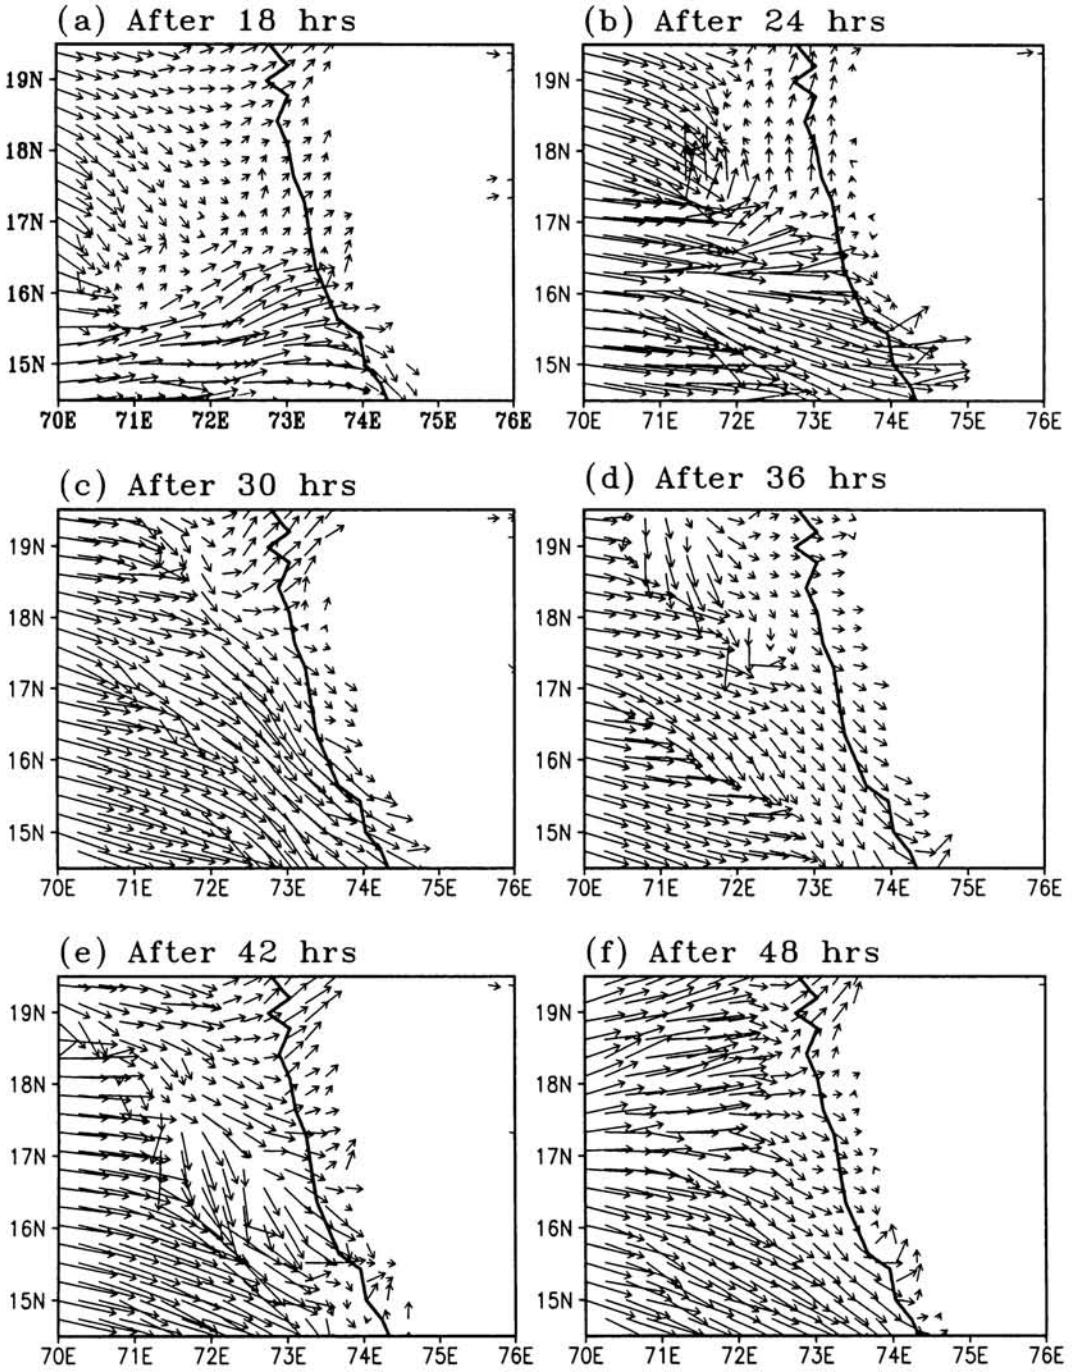 (a) After 18 hrs
(b) After 24 hrs
19N
18N
17N
16N
15N
70E 71E 72E 73E 74E 75E 76E
19N
18N
17N
16N
15N
70E 71E 72E 73E 74E 75E 76E
(c) After 30 hrs
(d) After 36 hrs
19N
18N
17N
16N
15N
70E 71E 72E 73E 74E 75E 76E
19N
18N
17N
16N
15N
70E 71E 72E 73E 74E 75E 76E
(e) After 42 hrs
(f) After 48 hrs
19N
18N
17N
16N
15N
70E 71E 72E 73E 74E 75E 76E
19N
18N
17N
16N
15N
70E 71E 72E 73E 74E 75E 76E